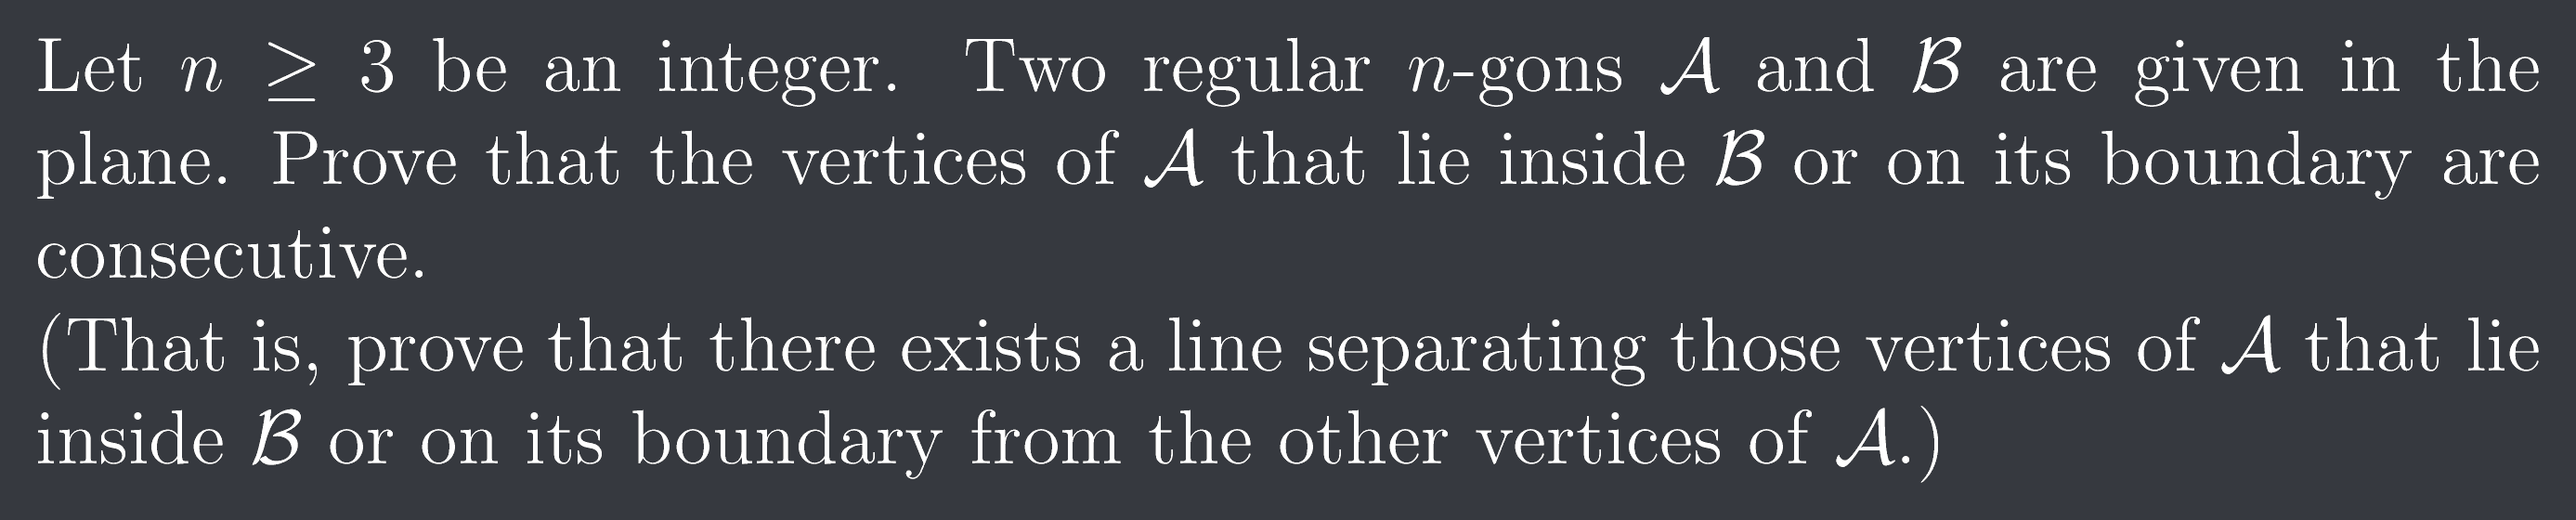 Let n ≥ 3 be an integer. Two regular n-gons 𝒜 and ℬ are given in the
plane. Prove that the vertices of 𝒜 that lie inside ℬ or on its boundary are
consecutive.
(That is, prove that there exists a line separating those vertices of 𝒜 that lie
inside ℬ or on its boundary from the other vertices of 𝒜.)